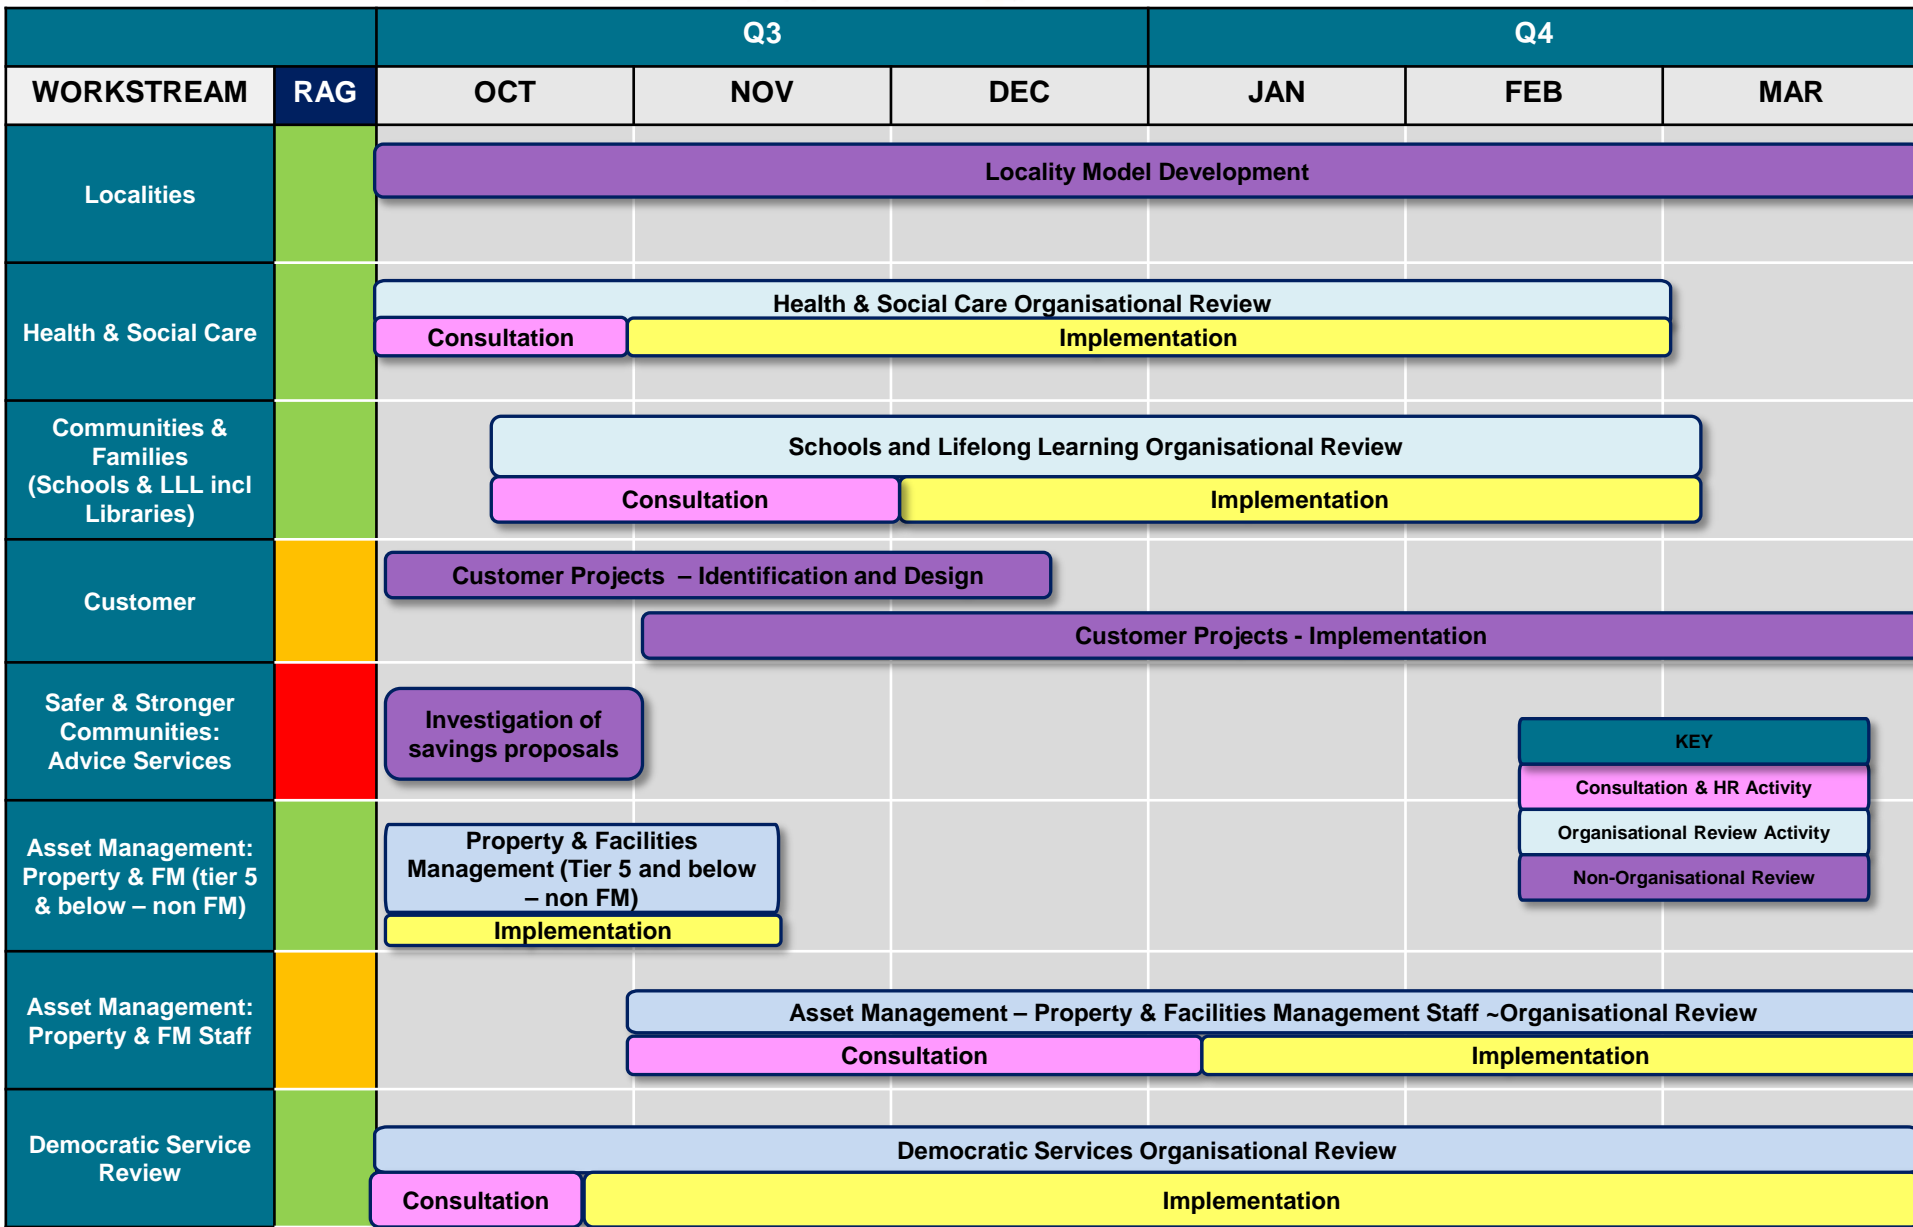 Q3
Q4
WORKSTREAM
RAG
OCT
NOV
DEC
JAN
FEB
MAR
Localities
Locality Model Development
Health & Social Care
Health & Social Care Organisational Review
Consultation
Implementation
Communities &
Families
(Schools & LLL incl
Libraries)
Schools and Lifelong Learning Organisational Review
Consultation
Implementation
Customer
Customer Projects – Identification and Design
Customer Projects - Implementation
Safer & Stronger
Communities:
Advice Services
Investigation of
savings proposals
KEY
Consultation & HR Activity
Organisational Review Activity
Non-Organisational Review
Asset Management:
Property & FM (tier 5
& below – non FM)
Property & Facilities
Management (Tier 5 and below
– non FM)
Implementation
Asset Management:
Property & FM Staff
Asset Management – Property & Facilities Management Staff ~Organisational Review
Consultation
Implementation
Democratic Service
Review
Democratic Services Organisational Review
Consultation
Implementation